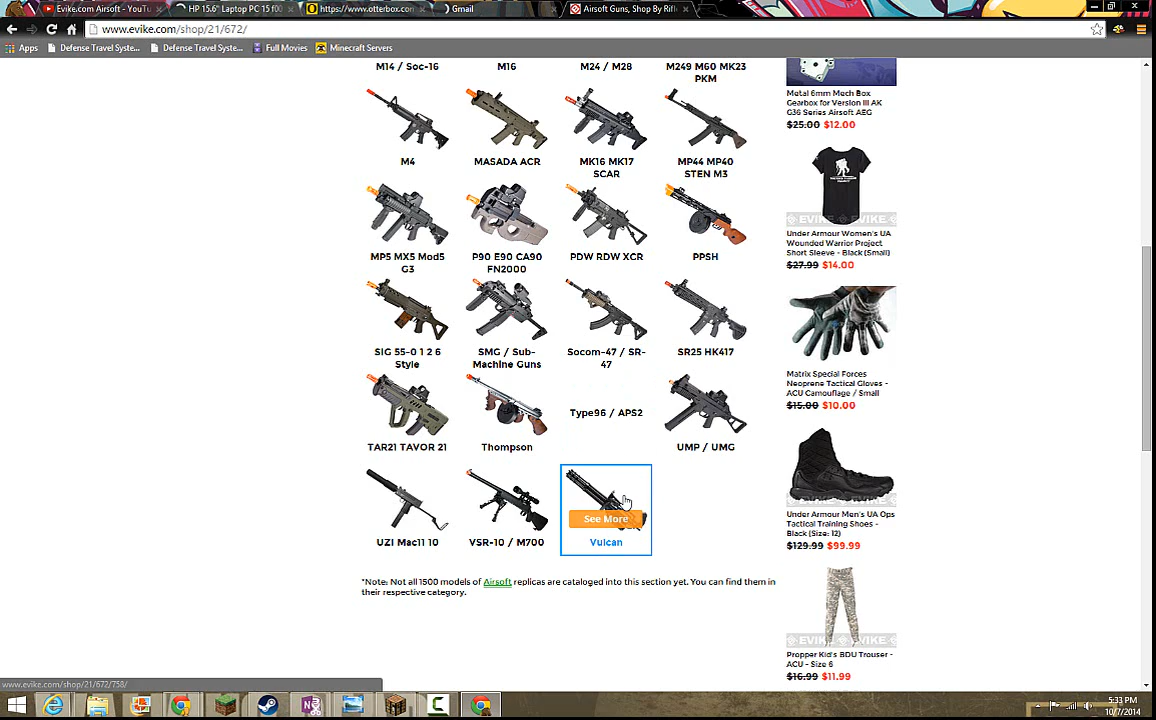 Evike.com Airsoft - YouTu
HP 15.6" Laptop PC 15f00
https://www.otterbox.com
Gmail
Airsoft Guns, Shop By Rifl
www.evike.com/shop/21/672/
Apps
Defense Travel Syste...
Defense Travel Syste...
Full Movies
Minecraft Servers
M14 / Soc-16
M16
M24 / M28
M249 M60 MK23
PKM
M4
MASADA ACR
MK16 MK17
SCAR
MP44 MP40
STEN M3
MP5 MX5 Mod5
G3
P90 E90 CA90
FN2000
PDW RDW XCR
PPSH
SIG 55-0 1 2 6
Style
SMG / Sub-
Machine Guns
Socom-47 / SR-
47
SR25 HK417
TAR21 TAVOR 21
Thompson
Type96 / APS2
UMP / UMG
UZI Mac11 10
VSR-10 / M700
See More
Vulcan
*Note: Not all 1500 models of Airsoft replicas are cataloged into this section yet. You can find them in
their respective category.
Metal 6mm Mech Box
Gearbox for Version III AK
G36 Series Airsoft AEG
$25.00 $12.00
EVIKE EVIKE
Under Armour Women's UA
Wounded Warrior Project
Short Sleeve - Black (Small)
$27.99 $14.00
Matrix Special Forces
Neoprene Tactical Gloves -
ACU Camouflage / Small
$15.00 $10.00
EVIKE EVIKE
Under Armour Men's UA Ops
Tactical Training Shoes -
Black (Size: 12)
$129.99 $99.99
EVIKE EVIKE
Propper Kid's BDU Trouser -
ACU - Size 6
$16.99 $11.99
www.evike.com/shop/21/672/758/
5:33 PM
10/7/2014